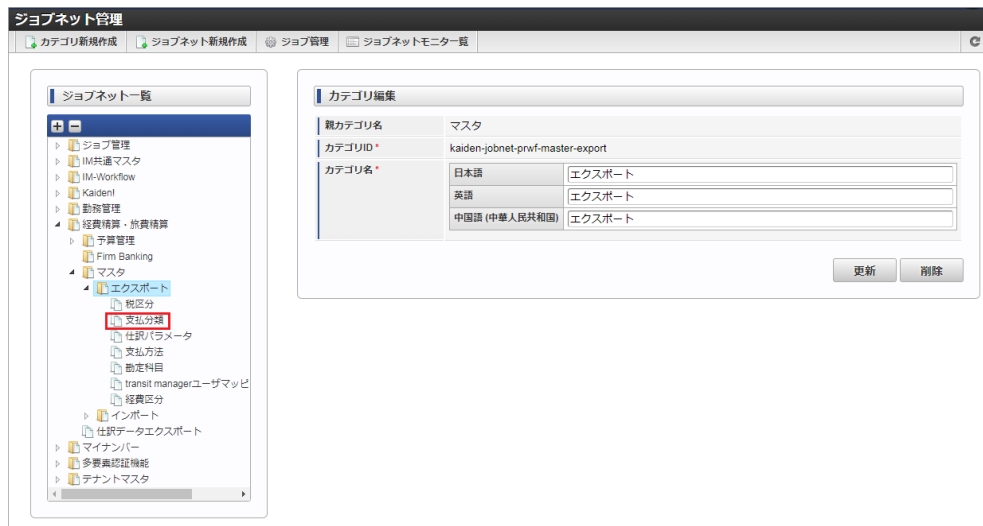 ジョブネット管理
カテゴリ新規作成 ジョブネット新規作成 ジョブ管理 ジョブネットモニター覧
ジョブネット一覧
ジョブ管理
IM共通マスタ
IM-Workflow
Kaiden!
勤務管理
経費精算・旅費精算
予算管理
Firm Banking
マスタ
エクスポート
税区分
支払分類
仕訳パラメータ
支払方法
勘定科目
transit managerユーザマッピ
経費区分
インポート
仕訳データエクスポート
マイナンバー
多要素認証機能
テナントマスタ
カテゴリ編集
親カテゴリ名 マスタ
カテゴリID * kaiden-jobnet-prwf-master-export
カテゴリ名 * 日本語 エクスポート
英語 エクスポート
中国語 (中華人民共和国) エクスポート
更新 削除